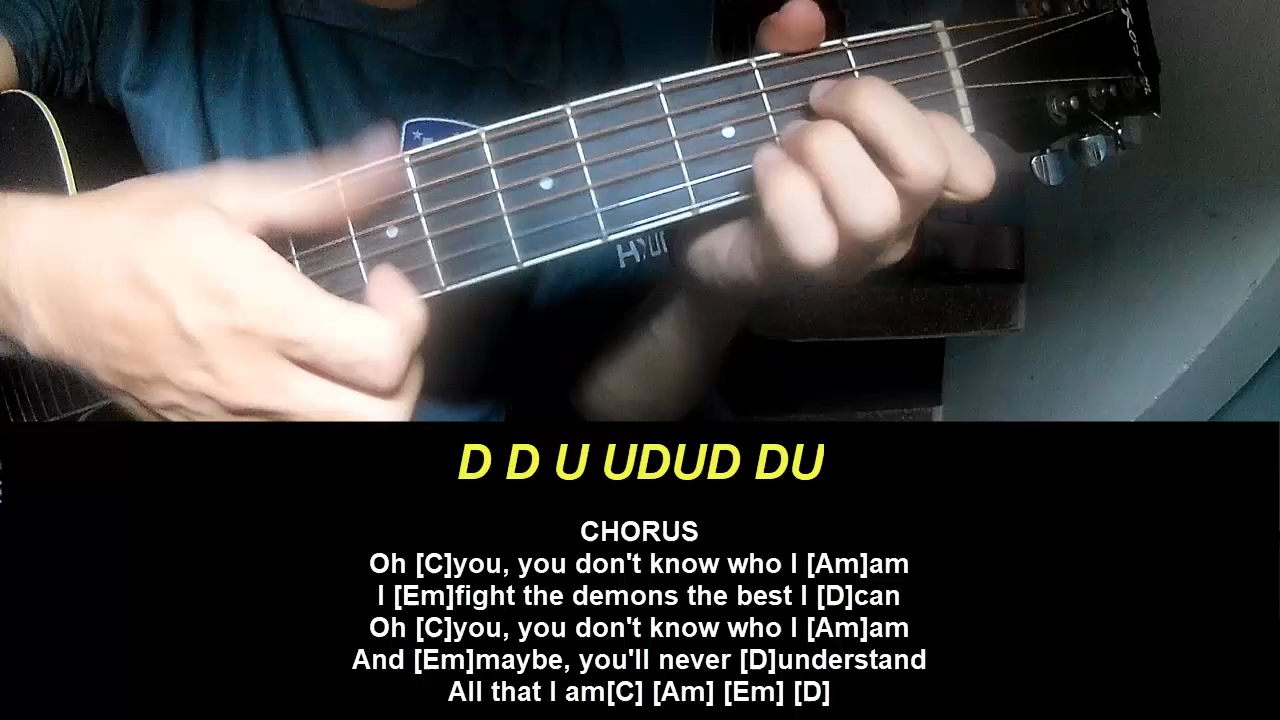 D D U UDUD DU
CHORUS
Oh [C]you, you don't know who I [Am]am
I [Em]fight the demons the best I [D]can
Oh [C]you, you don't know who I [Am]am
And [Em]maybe, you'll never [D]understand
All that I am[C] [Am] [Em] [D]